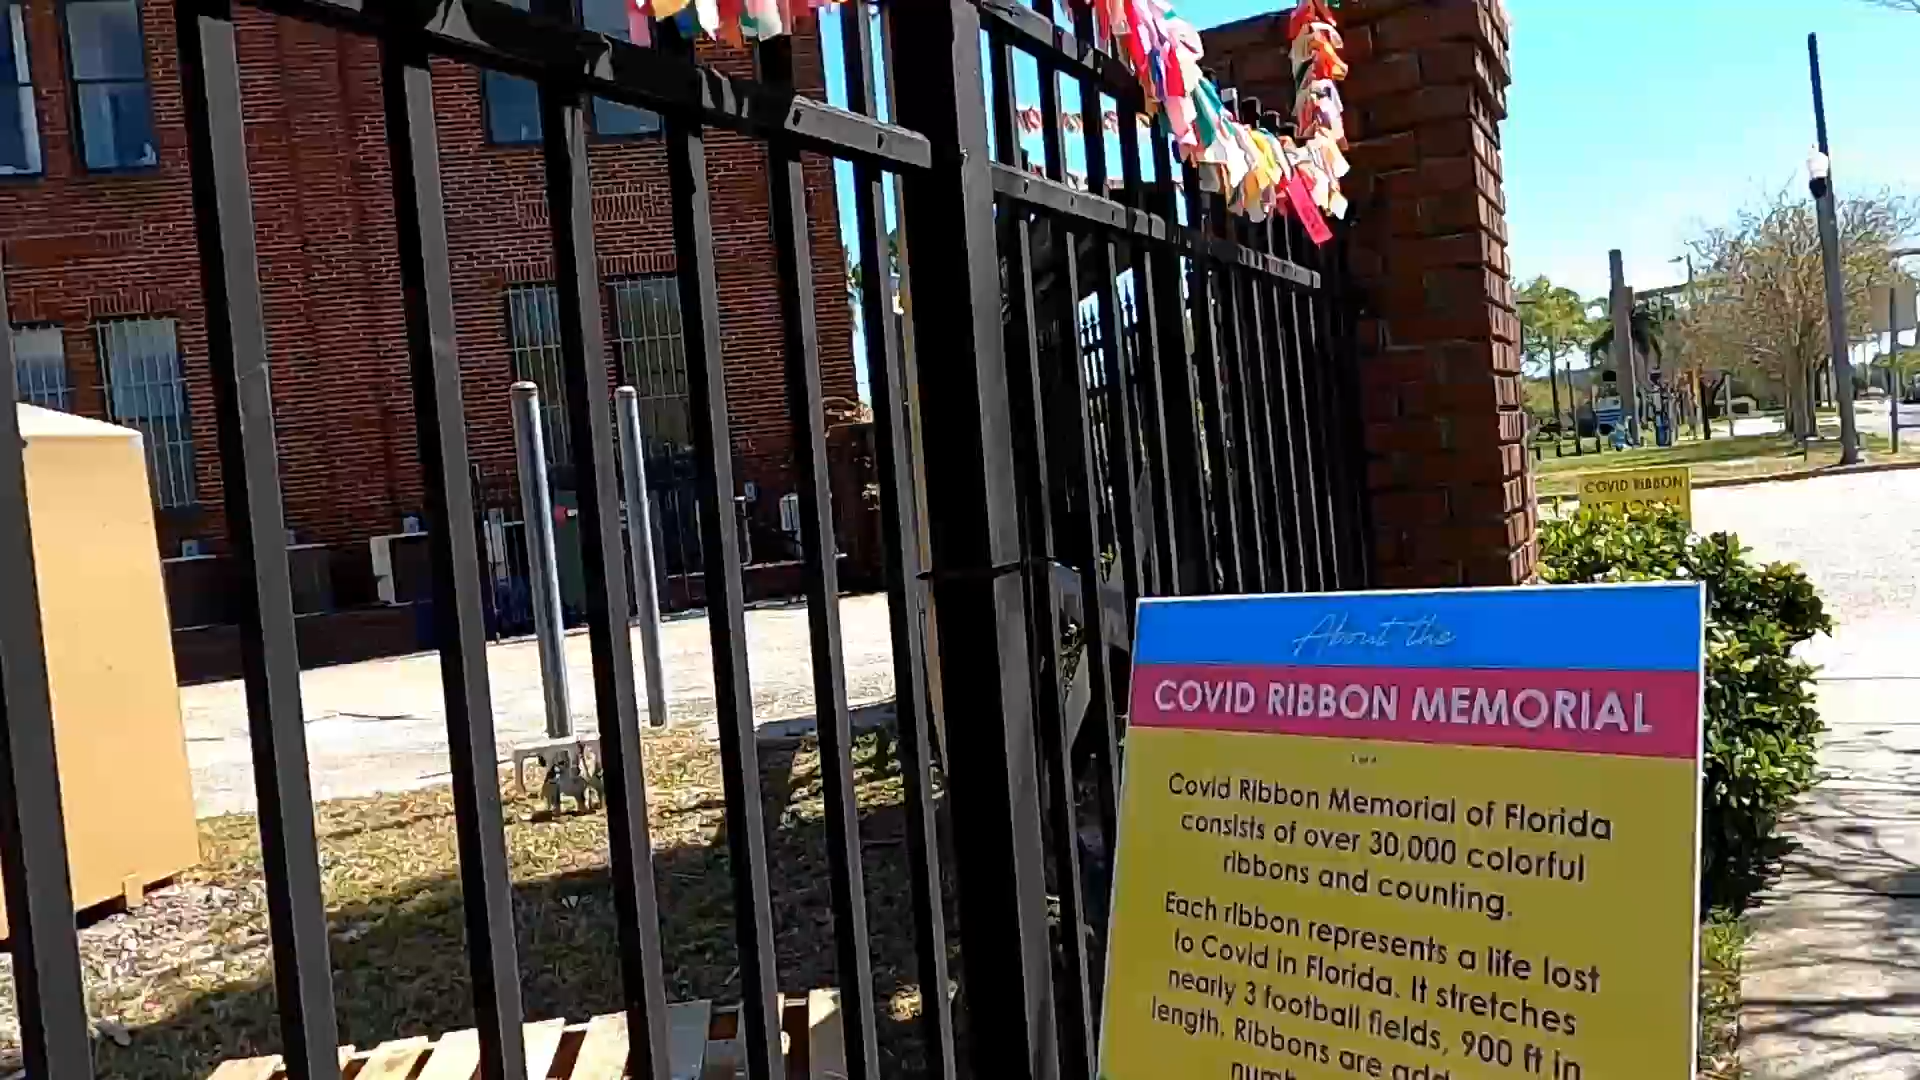 COVID RIBBON
About the
COVID RIBBON MEMORIAL
Covid Ribbon Memorial of Florida
consists of over 30,000 colorful
ribbons and counting.
Each ribbon represents a life lost
to Covid in Florida. It stretches
nearly 3 football fields, 900 ft in
length. Ribbons are